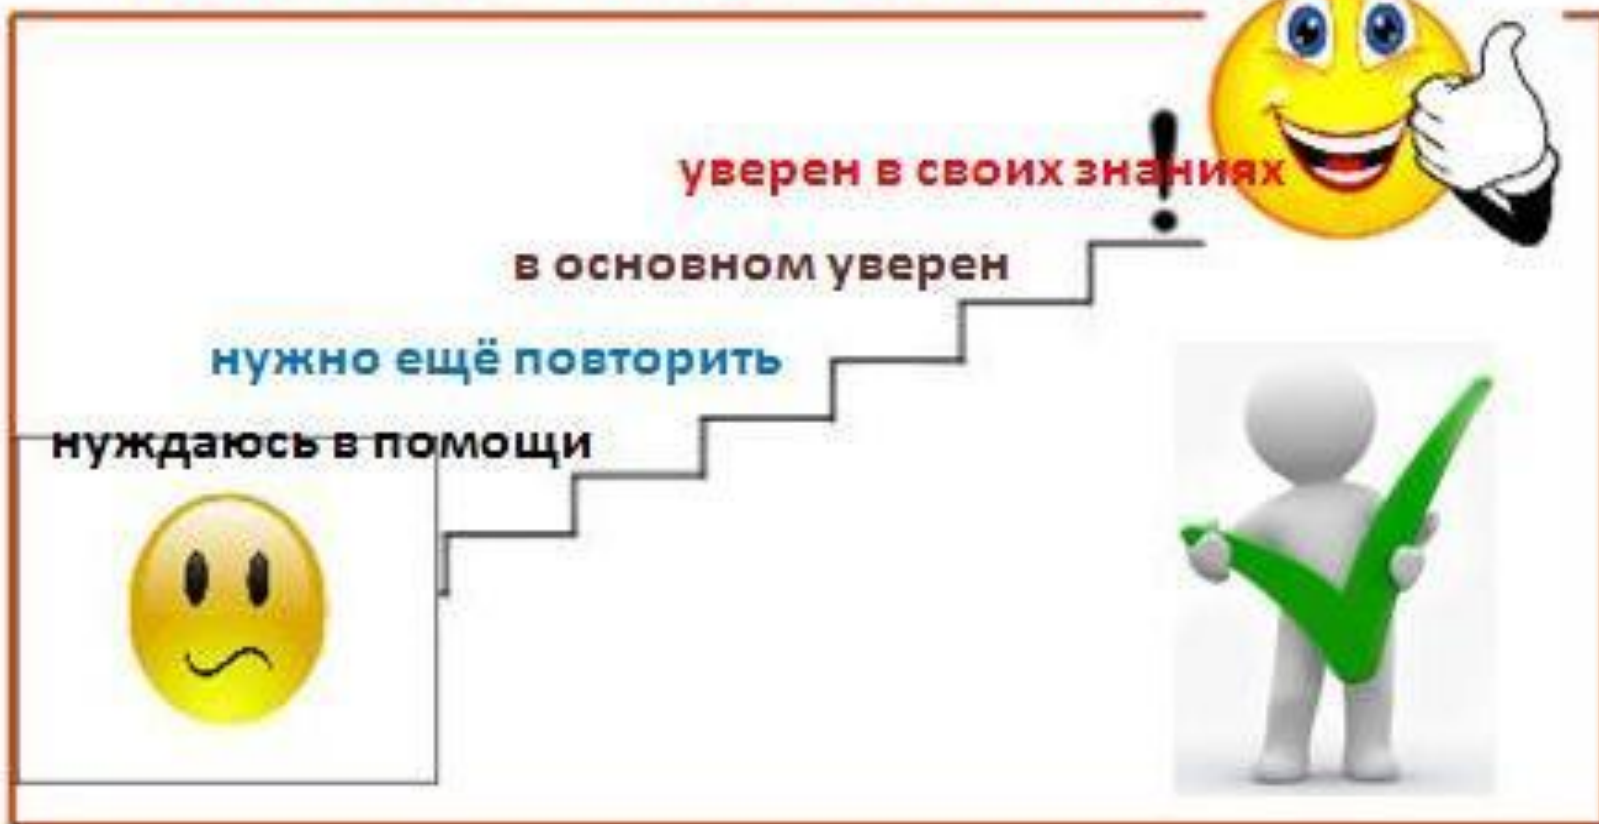 уверен в своих знаниях
!
в основном уверен
нужно ещё повторить
нуждаюсь в помощи